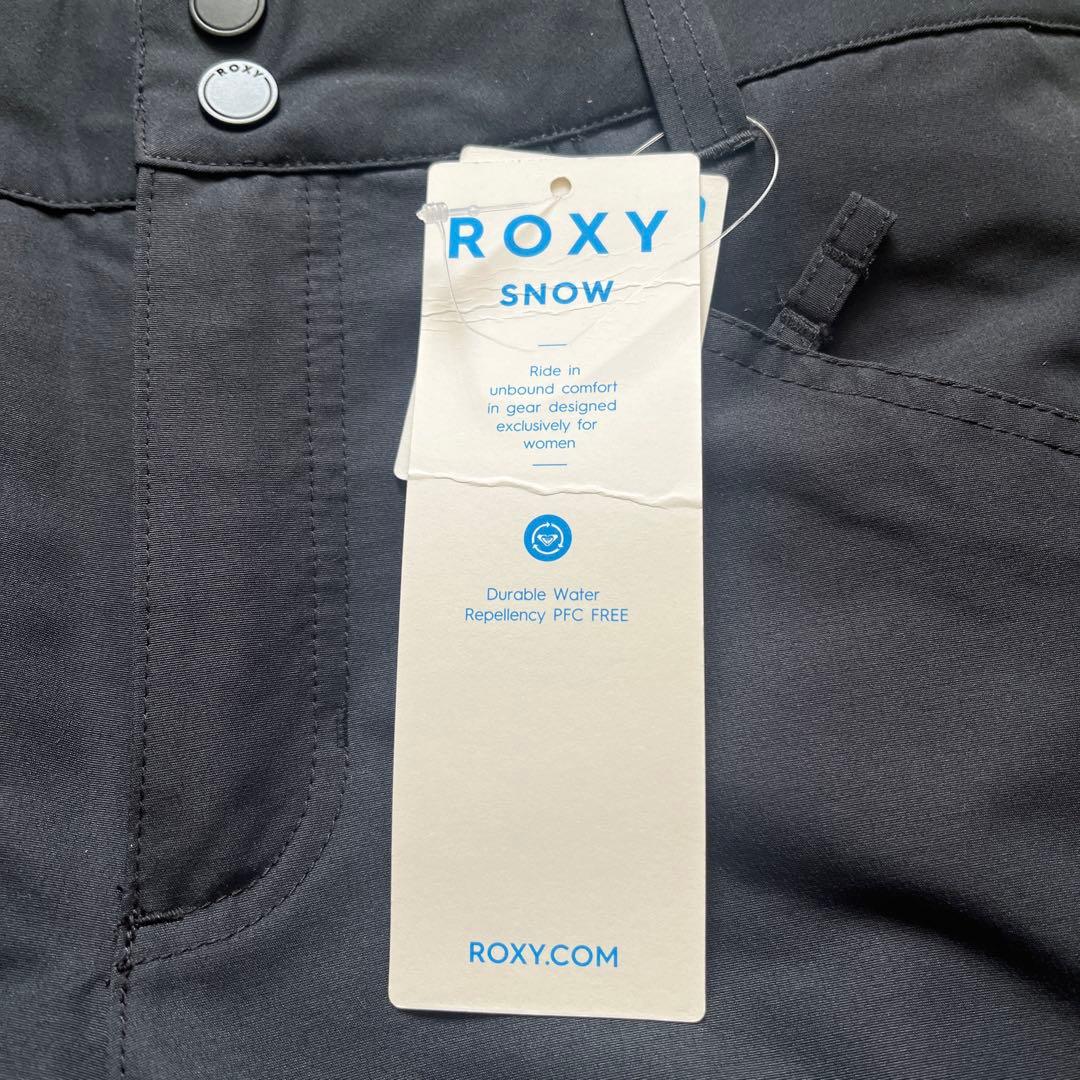 ROXY
ROXY
SNOW
Ride in
unbound comfort
in gear designed
exclusively for
women
Durable Water
Repellency PFC FREE
ROXY.COM